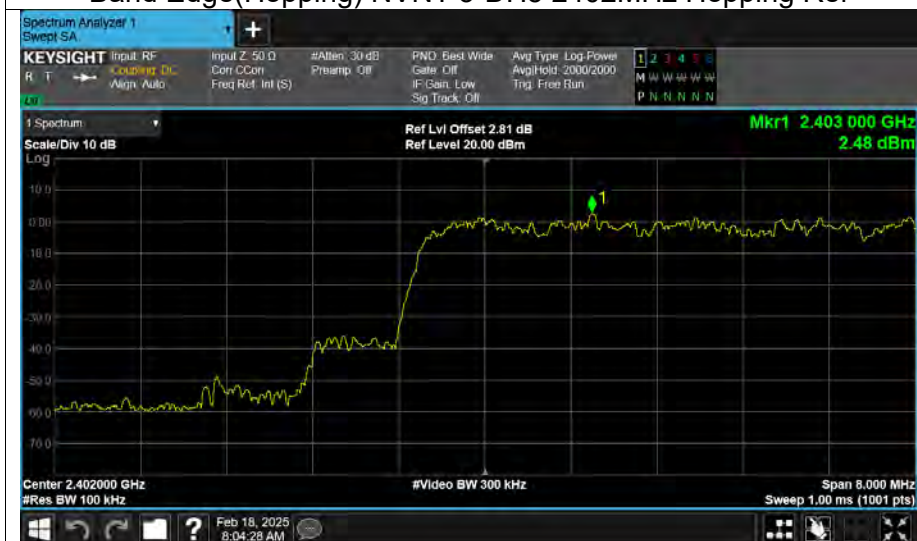 Band Edge(Hopping) NVNT 3-DH5 2402MHz Hopping Ref
Spectrum Analyzer 1
Swept SA
+
KEYSIGHT Input: RF Input Z: 50 Ω #Atten: 30 dB PNO: Best Wide Avg Type: Log-Power 1 2 3 4 5 6
R T Coupling: DC Corr CCorr Preamp: Off Gate: Off Avg|Hold: 2000/2000 M W W W W W
Align: Auto Freq Ref: Int (S) IF Gain: Low Trig: Free Run
Sig Track: Off P N N N N N
1 Spectrum
Ref Lvl Offset 2.81 dB Mkr1 2.403 000 GHz
Scale/Div 10 dB Ref Level 20.00 dBm 2.48 dBm
Log
10.0
1
0.00
-10.0
-20.0
-30.0
-40.0
-50.0
-60.0
-70.0
Center 2.402000 GHz #Video BW 300 kHz Span 8.000 MHz
#Res BW 100 kHz Sweep 1.00 ms (1001 pts)
? Feb 18, 2025
8:04:28 AM